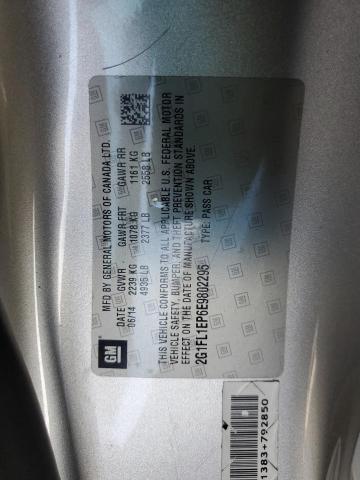 MFD BY GENERAL MOTORS OF CANADA LTD.
DATE GVWR GAWR FRT GAWR RR
06/14 2239 KG 1078 KG 1161 KG
4935 LB 2377 LB 2558 LB
THIS VEHICLE CONFORMS TO ALL APPLICABLE U.S. FEDERAL MOTOR
VEHICLE SAFETY, BUMPER, AND THEFT PREVENTION STANDARDS IN
EFFECT ON THE DATE OF MANUFACTURE SHOWN ABOVE.
2G1FL1EP6E9802295 TYPE: PASS CAR
GM
1383+792850